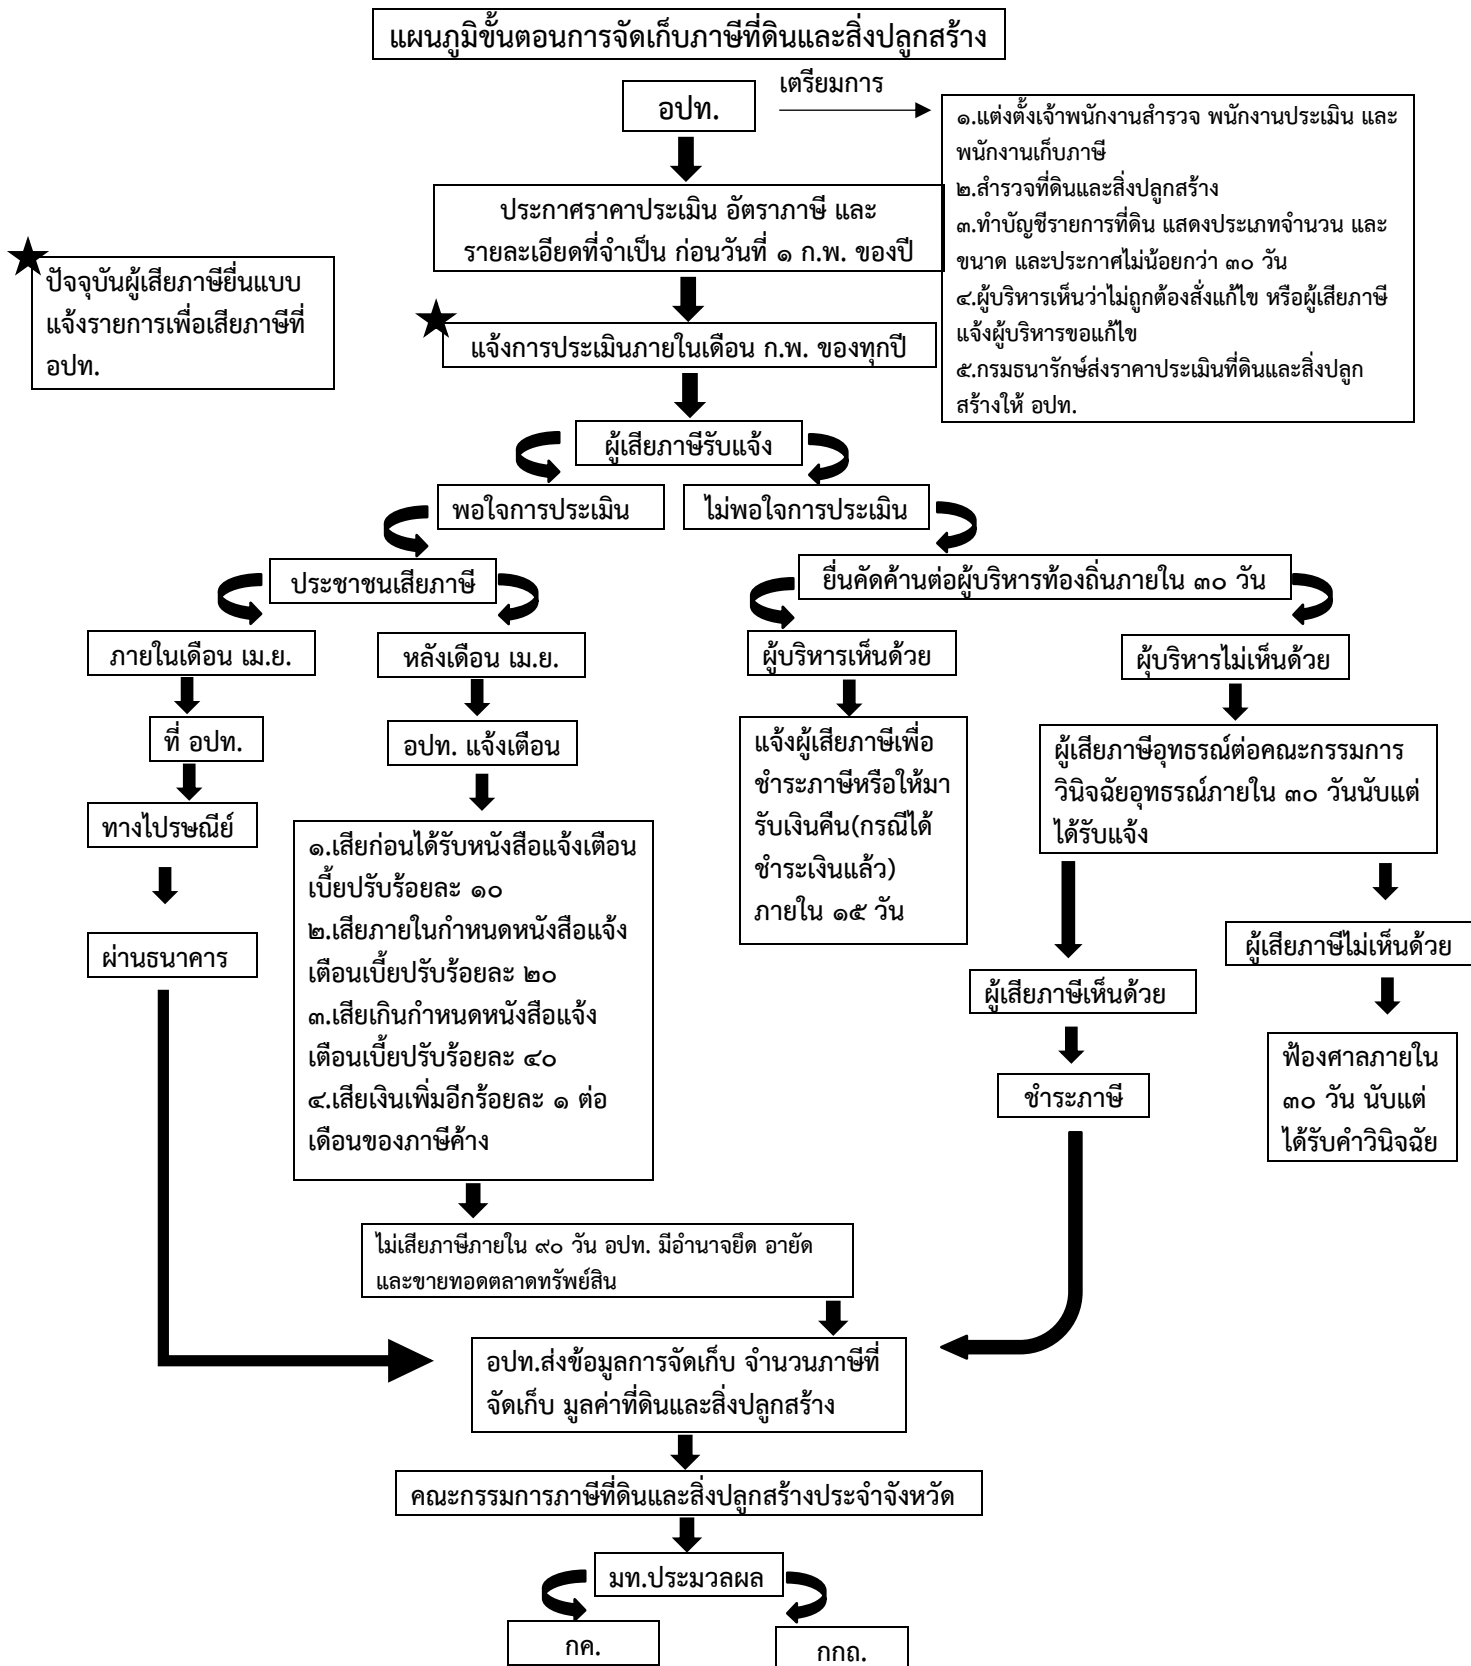 แผนภูมิขั้นตอนการจัดเก็บภาษีที่ดินและสิ่งปลูกสร้าง
อปท.
เตรียมการ
๑.แต่งตั้งเจ้าพนักงานสำรวจ พนักงานประเมิน และ
พนักงานเก็บภาษี
๒.สำรวจที่ดินและสิ่งปลูกสร้าง
๓.ทำบัญชีรายการที่ดิน แสดงประเภทจำนวน และ
ขนาด และประกาศไม่น้อยกว่า ๓๐ วัน
๔.ผู้บริหารเห็นว่าไม่ถูกต้องสั่งแก้ไข หรือผู้เสียภาษี
แจ้งผู้บริหารขอแก้ไข
๕.กรมธนารักษ์ส่งราคาประเมินที่ดินและสิ่งปลูก
สร้างให้ อปท.
ประกาศราคาประเมิน อัตราภาษี และ
รายละเอียดที่จำเป็น ก่อนวันที่ ๑ ก.พ. ของปี
ปัจจุบันผู้เสียภาษียื่นแบบ
แจ้งรายการเพื่อเสียภาษีที่
อปท.
แจ้งการประเมินภายในเดือน ก.พ. ของทุกปี
ผู้เสียภาษีรับแจ้ง
พอใจการประเมิน
ไม่พอใจการประเมิน
ประชาชนเสียภาษี
ยื่นคัดค้านต่อผู้บริหารท้องถิ่นภายใน ๓๐ วัน
ภายในเดือน เม.ย.
หลังเดือน เม.ย.
ผู้บริหารเห็นด้วย
ผุ้บริหารไม่เห็นด้วย
ที่ อปท.
อปท. แจ้งเตือน
แจ้งผู้เสียภาษีเพื่อ
ชำระภาษีหรือให้มา
รับเงินคืน(กรณีได้
ชำระเงินแล้ว)
ภายใน ๑๕ วัน
ผู้เสียภาษีอุทธรณ์ต่อคณะกรรมการ
วินิจฉัยอุทธรณ์ภายใน ๓๐ วันนับแต่
ได้รับแจ้ง
ทางไปรษณีย์
๑.เสียก่อนได้รับหนังสือแจ้งเตือน
เบี้ยปรับร้อยละ ๑๐
๒.เสียภายในกำหนดหนังสือแจ้ง
เตือนเบี้ยปรับร้อยละ ๒๐
๓.เสียเกินกำหนดหนังสือแจ้ง
เตือนเบี้ยปรับร้อยละ ๔๐
๔.เสียเงินเพิ่มอีกร้อยละ ๑ ต่อ
เดือนของภาษีค้าง
ผ่านธนาคาร
ผู้เสียภาษีไม่เห็นด้วย
ผู้เสียภาษีเห็นด้วย
ฟ้องศาลภายใน
๓๐ วัน นับแต่
ได้รับคำวินิจฉัย
ชำระภาษี
ไม่เสียภาษีภายใน ๙๐ วัน อปท. มีอำนาจยึด อายัด
และขายทอดตลาดทรัพย์สิน
อปท.ส่งข้อมูลการจัดเก็บ จำนวนภาษีที่
จัดเก็บ มูลค่าที่ดินและสิ่งปลูกสร้าง
คณะกรรมการภาษีที่ดินและสิ่งปลูกสร้างประจำจังหวัด
มท.ประมวลผล
กค.
กกถ.